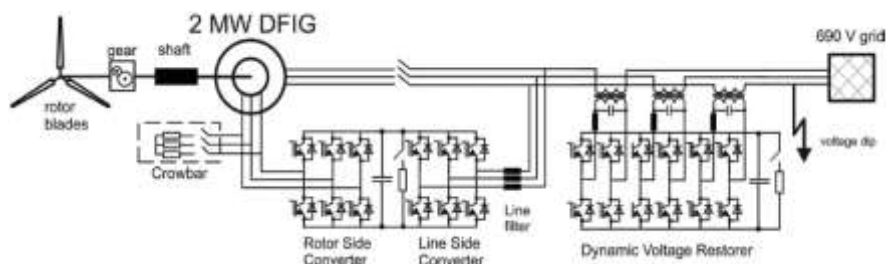 2 MW DFIG
690 V grid
gear
shaft
rotor
blades
voltage dip
Crowbar
Line
filter
Rotor Side
Converter
Line Side
Converter
Dynamic Voltage Restorer